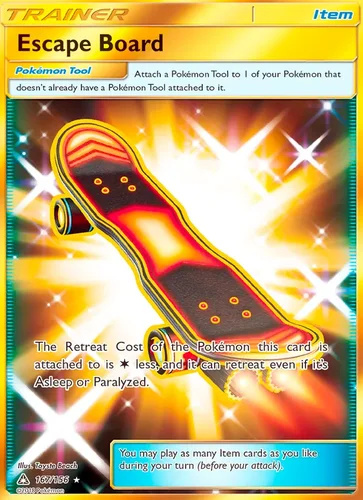 TRAINER Item
Escape Board
Pokémon Tool
Attach a Pokémon Tool to 1 of your Pokémon that
doesn't already have a Pokémon Tool attached to it.
The Retreat Cost of the Pokémon this card is
attached to is less, and it can retreat even if it's
Asleep or Paralyzed.
You may play as many Item cards as you like
during your turn (before your attack).
Illus. Toyste Beach
167/156 ★
©2018 Pokémon